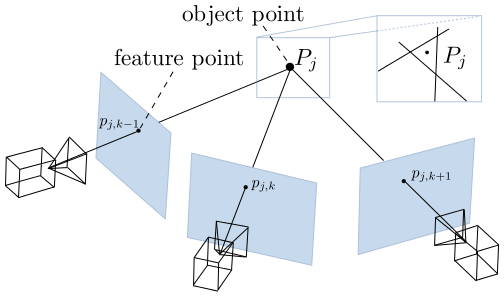 object point
feature point
P_j
P_j
p_{j,k−1}
p_{j,k}
p_{j,k+1}